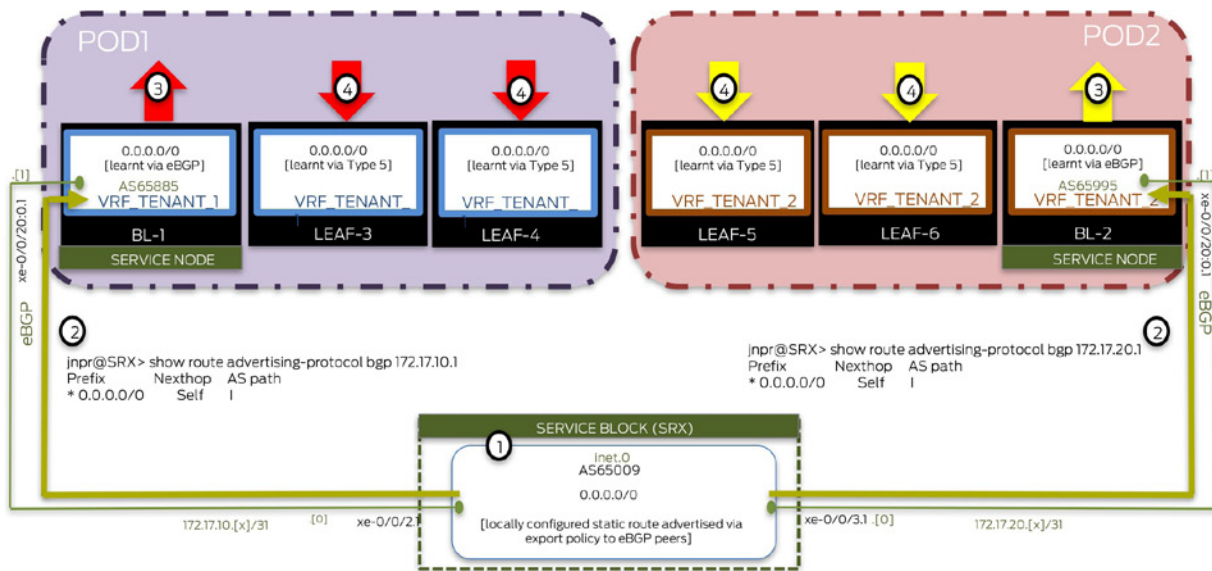 POD1
POD2
3
4
4
4
4
3
0.0.0.0/0
[learnt via eBGP]
AS65885
VRF_TENANT_1
BL-1
SERVICE NODE
0.0.0.0/0
[learnt via Type 5]
VRF_TENANT_
LEAF-3
0.0.0.0/0
[learnt via Type 5]
VRF_TENANT_
LEAF-4
0.0.0.0/0
[learnt via Type 5]
VRF_TENANT_2
LEAF-5
0.0.0.0/0
[learnt via Type 5]
VRF_TENANT_2
LEAF-6
0.0.0.0/0
[learnt via eBGP]
AS65995
VRF_TENANT_2
BL-2
SERVICE NODE
.[1]
xe-0/0/20:0.1
eBGP
xe-0/0/20:0.1
eBGP
2
jnpr@SRX> show route advertising-protocol bgp 172.17.10.1
Prefix Nexthop AS path
* 0.0.0.0/0 Self I
2
jnpr@SRX> show route advertising-protocol bgp 172.17.20.1
Prefix Nexthop AS path
* 0.0.0.0/0 Self I
SERVICE BLOCK (SRX)
1
inet.0
AS65009
0.0.0.0/0
[locally configured static route advertised via
export policy to eBGP peers]
172.17.10.[x]/31
.[0]
xe-0/0/2.1
xe-0/0/3.1 .[0]
172.17.20.[x]/31